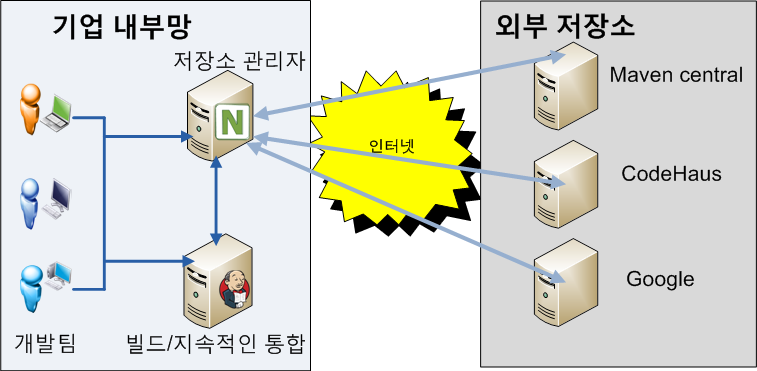 기업 내부망
저장소 관리자
N
개발팀
빌드/지속적인 통합
인터넷
외부 저장소
Maven central
CodeHaus
Google